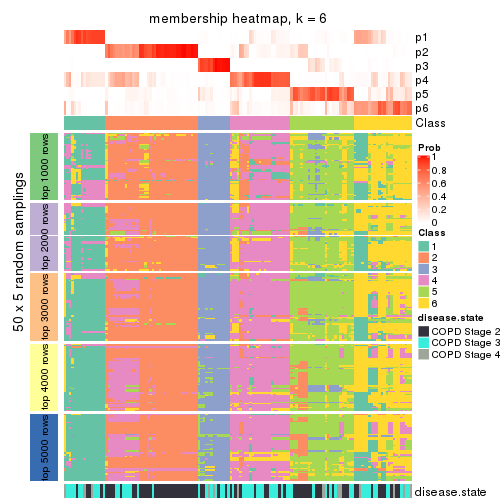 membership heatmap, k = 6
p1
p2
p3
p4
p5
p6
Class
50 x 5 random samplings
top 1000 rows
top 2000 rows
top 3000 rows
top 4000 rows
top 5000 rows
disease.state
Prob
1
0.8
0.6
0.4
0.2
0
Class
1
2
3
4
5
6
disease.state
COPD Stage 2
COPD Stage 3
COPD Stage 4